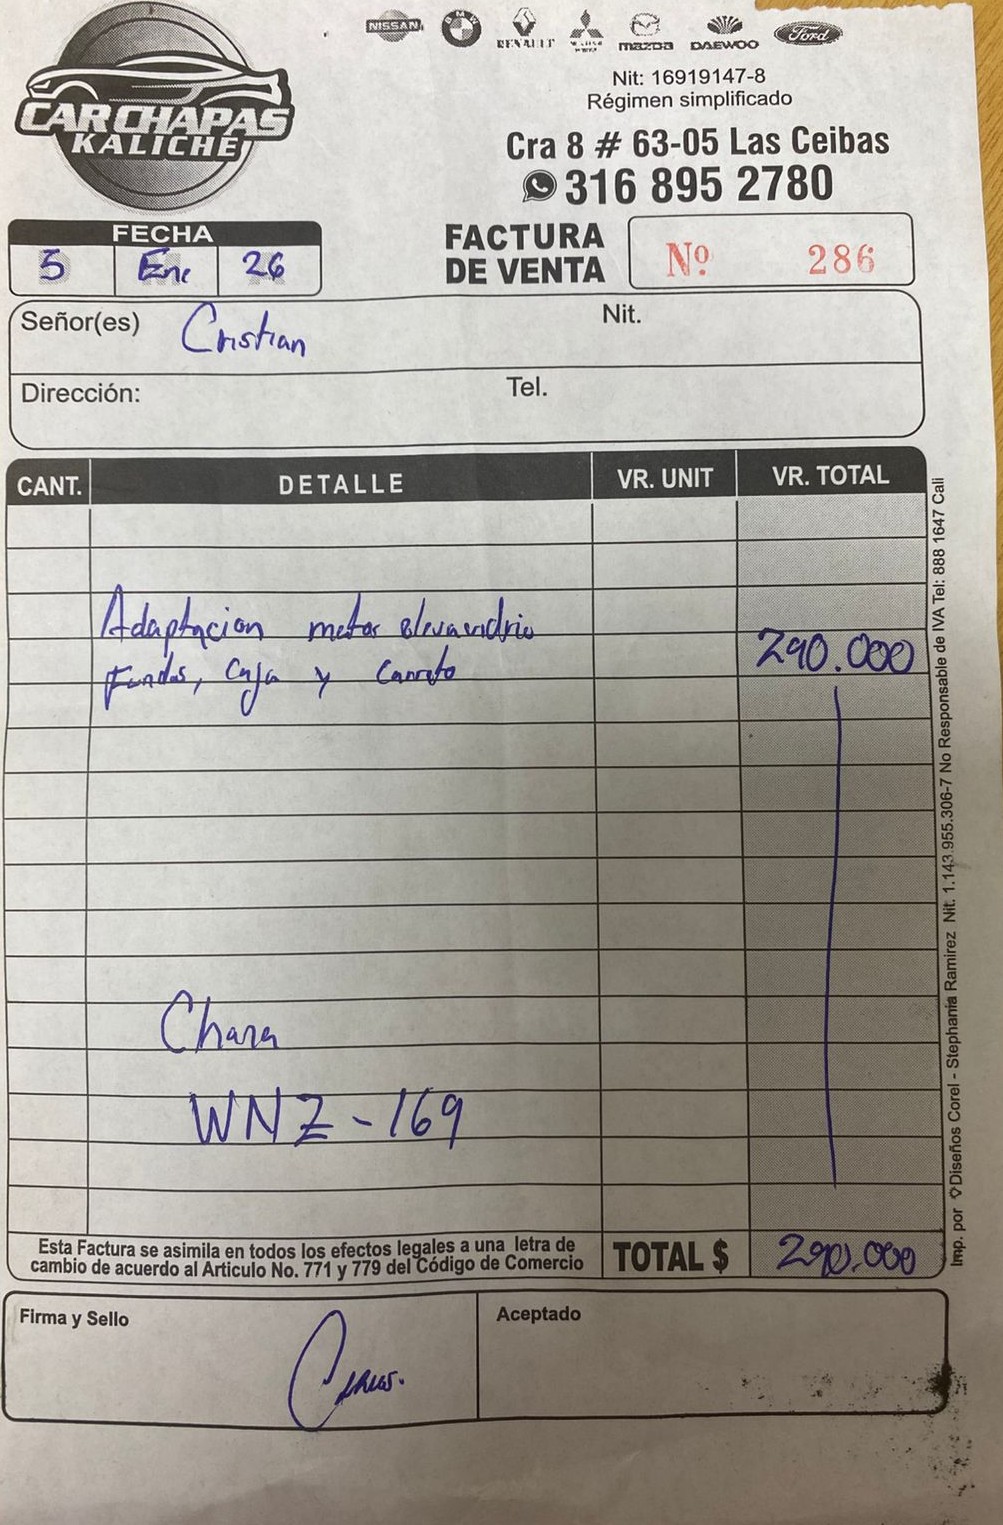 NISSAN BMW RENAULT MITSUBISHI MAZDA DAEWOO Ford
CAR CHAPAS
KALICHE
Nit: 16919147-8
Régimen simplificado
Cra 8 # 63-05 Las Ceibas
316 895 2780
FECHA
5 Ene 26
FACTURA
DE VENTA
Nº 286
Señor(es) Cristian Nit.
Dirección: Tel.
CANT. DETALLE VR. UNIT VR. TOTAL
Adaptacion motor elevavidrio
Fundas, Caja y Carreto 290.000
Chana
WNZ-169
Esta Factura se asimila en todos los efectos legales a una letra de
cambio de acuerdo al Articulo No. 771 y 779 del Código de Comercio
TOTAL $ 290.000
Firma y Sello Aceptado
Imp. por Diseños Corel - Stephania Ramirez Nit. 1.143.955.306-7 No Responsable de IVA Tel: 888 1647 Cali